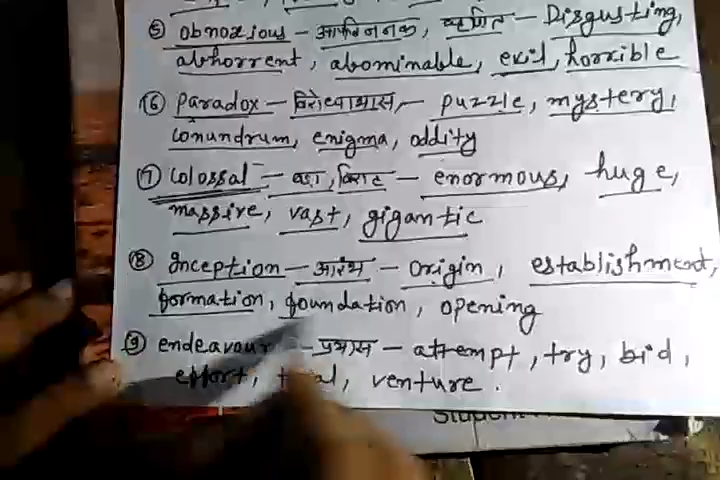 ⑤ obnoxious – आपत्तिजनक, घृणित – Disgusting,
abhorrent, abominable, evil, horrible
⑯ Paradox – विरोधाभास, – puzzle, mystery,
conundrum, enigma, oddity
⑰ Colossal – बड़ा, विराट – enormous, huge,
massive, vast, gigantic
⑱ Inception – आरंभ – Origin, establishment,
formation, foundation, opening
⑲ endeavour – प्रयास – attempt, try, bid,
effort, venture.